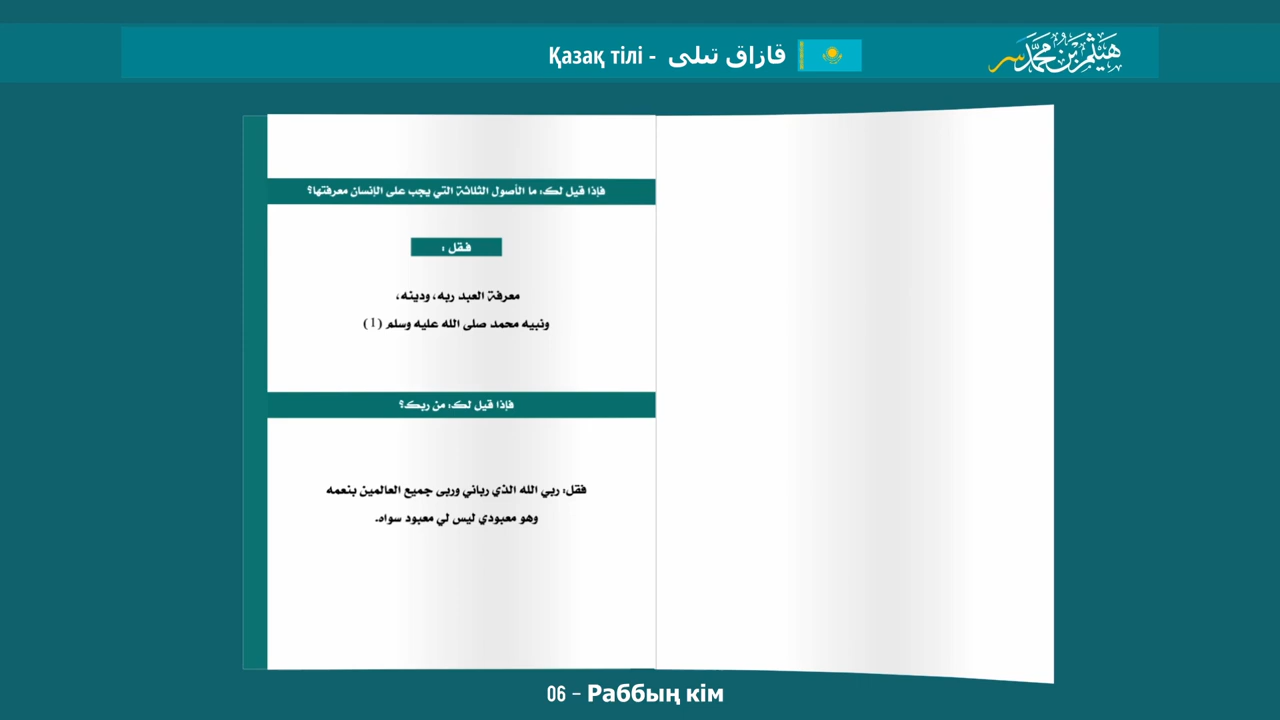 Қазақ тілі - قازاق تىلى
هيثم بن محمد سرحان
فإذا قيل لك: ما الأصول الثلاثة التي يجب على الإنسان معرفتها؟
فقل :
معرفة العبد ربه، ودينه،
ونبيه محمد صلى الله عليه وسلم (1)
فإذا قيل لك: من ربك؟
فقل: ربي الله الذي رباني وربى جميع العالمين بنعمه
وهو معبودي ليس لي معبود سواه.
06 - Раббың кім